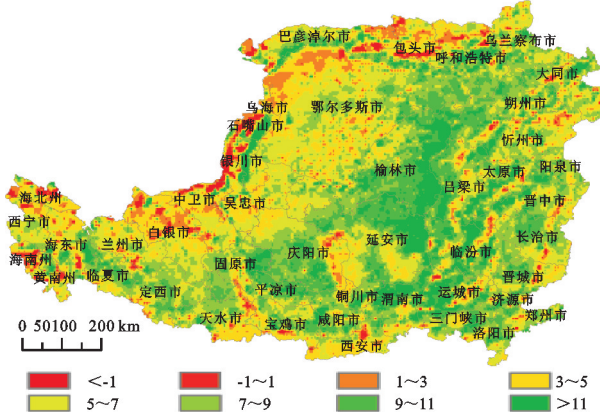 巴彦淖尔市
包头市
乌兰察布市
呼和浩特市
大同市
乌海市
鄂尔多斯市
朔州市
石嘴山市
忻州市
银川市
榆林市
太原市
阳泉市
吕梁市
海北州
中卫市
吴忠市
晋中市
西宁市
白银市
海东市
兰州市
庆阳市
延安市
临汾市
长治市
海南州
固原市
黄南州
临夏市
晋城市
定西市
平凉市
铜川市
渭南市
运城市
济源市
天水市
宝鸡市
咸阳市
三门峡市
郑州市
西安市
洛阳市
0 50100 200 km
<-1
-1~1
1~3
3~5
5~7
7~9
9~11
>11